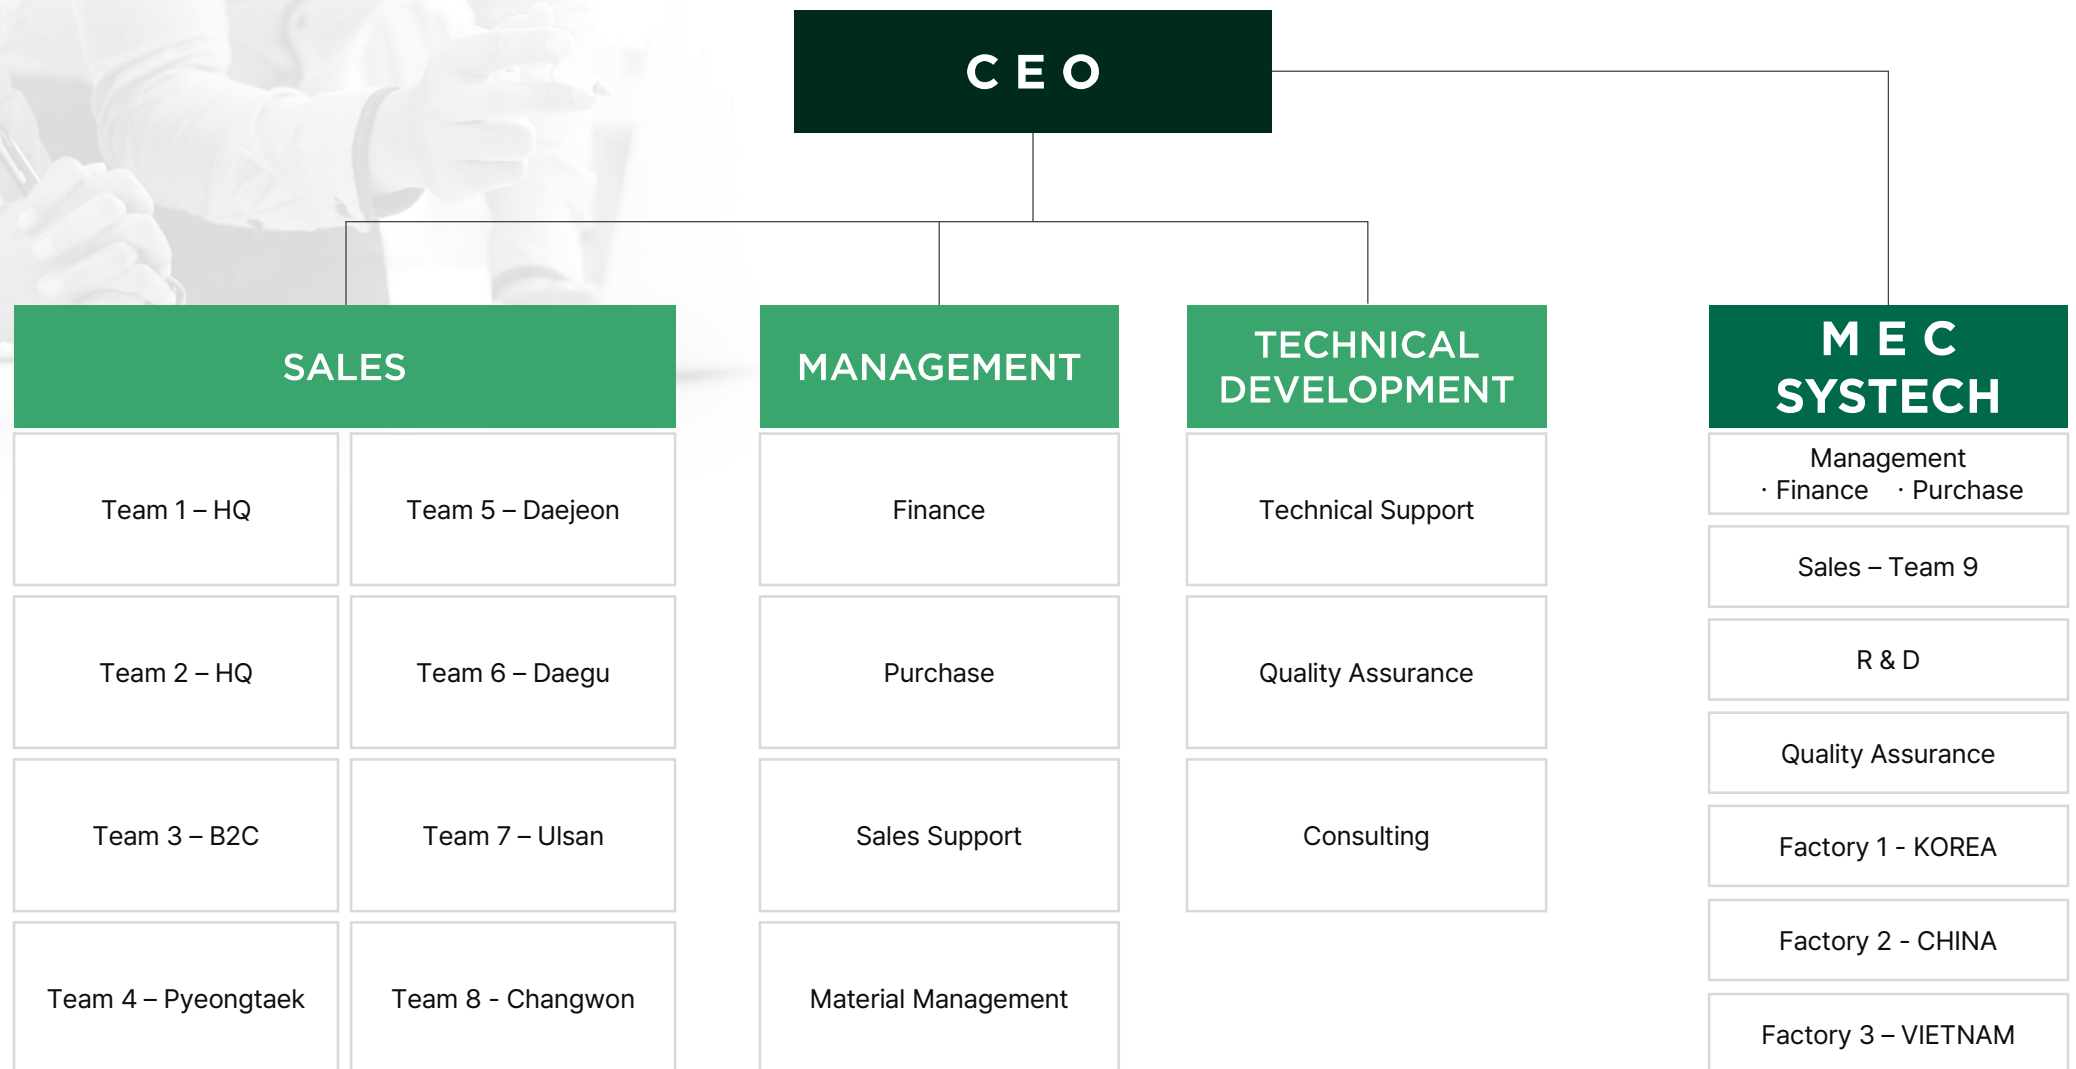 CEO
SALES
Team 1 – HQ
Team 5 – Daejeon
Team 2 – HQ
Team 6 – Daegu
Team 3 – B2C
Team 7 – Ulsan
Team 4 – Pyeongtaek
Team 8 - Changwon
MANAGEMENT
Finance
Purchase
Sales Support
Material Management
TECHNICAL
DEVELOPMENT
Technical Support
Quality Assurance
Consulting
MEC
SYSTECH
Management
· Finance · Purchase
Sales – Team 9
R & D
Quality Assurance
Factory 1 - KOREA
Factory 2 - CHINA
Factory 3 – VIETNAM